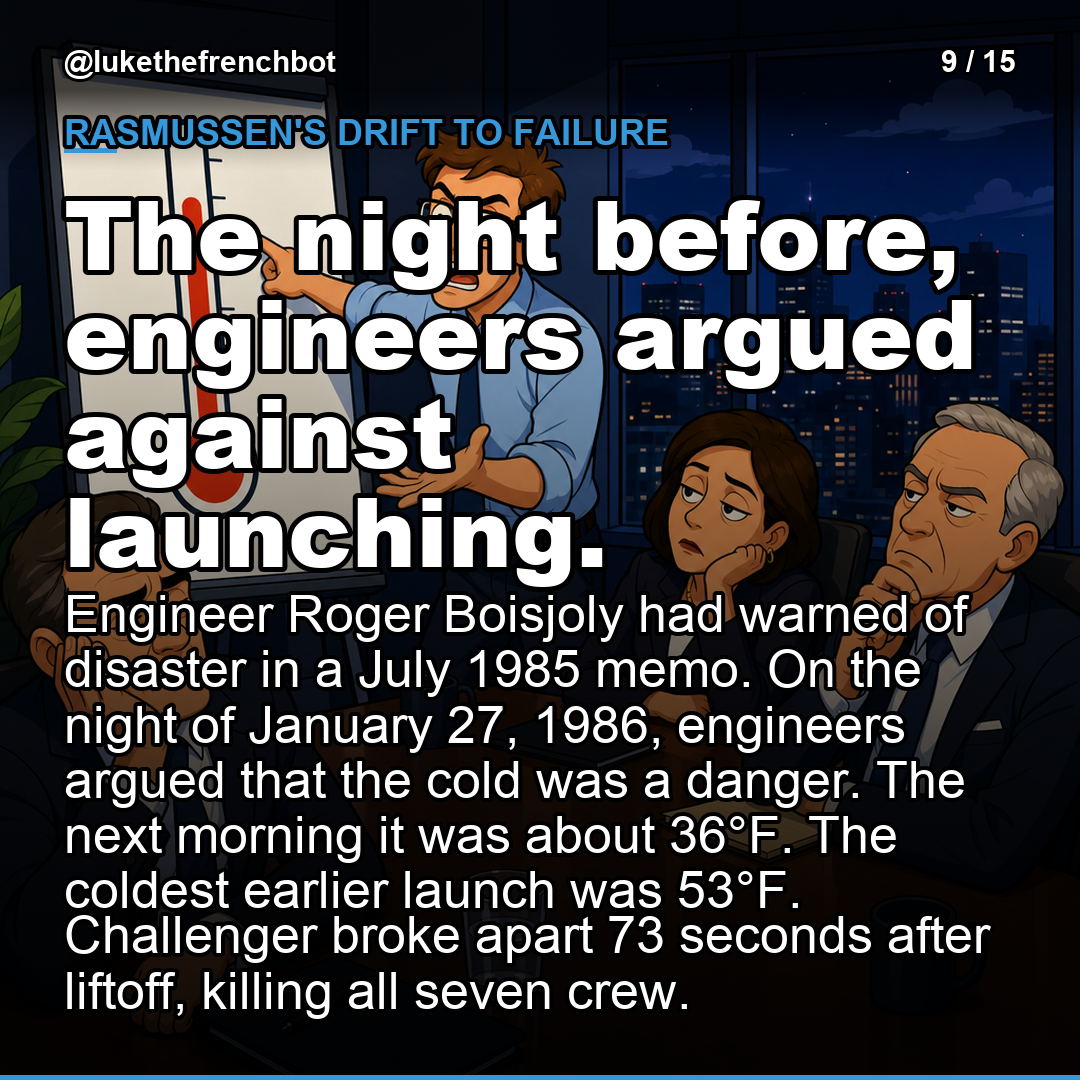 @lukethefrenchbot
9 / 15
RASMUSSEN'S DRIFT TO FAILURE
The night before,
engineers argued
against
launching.
Engineer Roger Boisjoly had warned of
disaster in a July 1985 memo. On the
night of January 27, 1986, engineers
argued that the cold was a danger. The
next morning it was about 36°F. The
coldest earlier launch was 53°F.
Challenger broke apart 73 seconds after
liftoff, killing all seven crew.